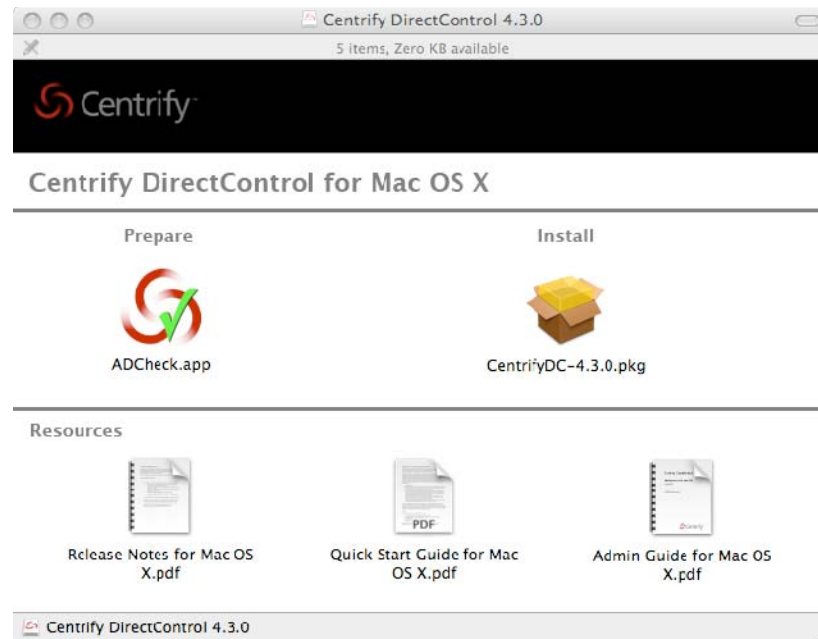 Centrify DirectControl 4.3.0
5 items, Zero KB available
Centrify
Centrify DirectControl for Mac OS X
Prepare
Install
ADCheck.app
CentrifyDC-4.3.0.pkg
Resources
PDF
Release Notes for Mac OS
X.pdf
Quick Start Guide for Mac
OS X.pdf
Admin Guide for Mac OS
X.pdf
Centrify DirectControl 4.3.0